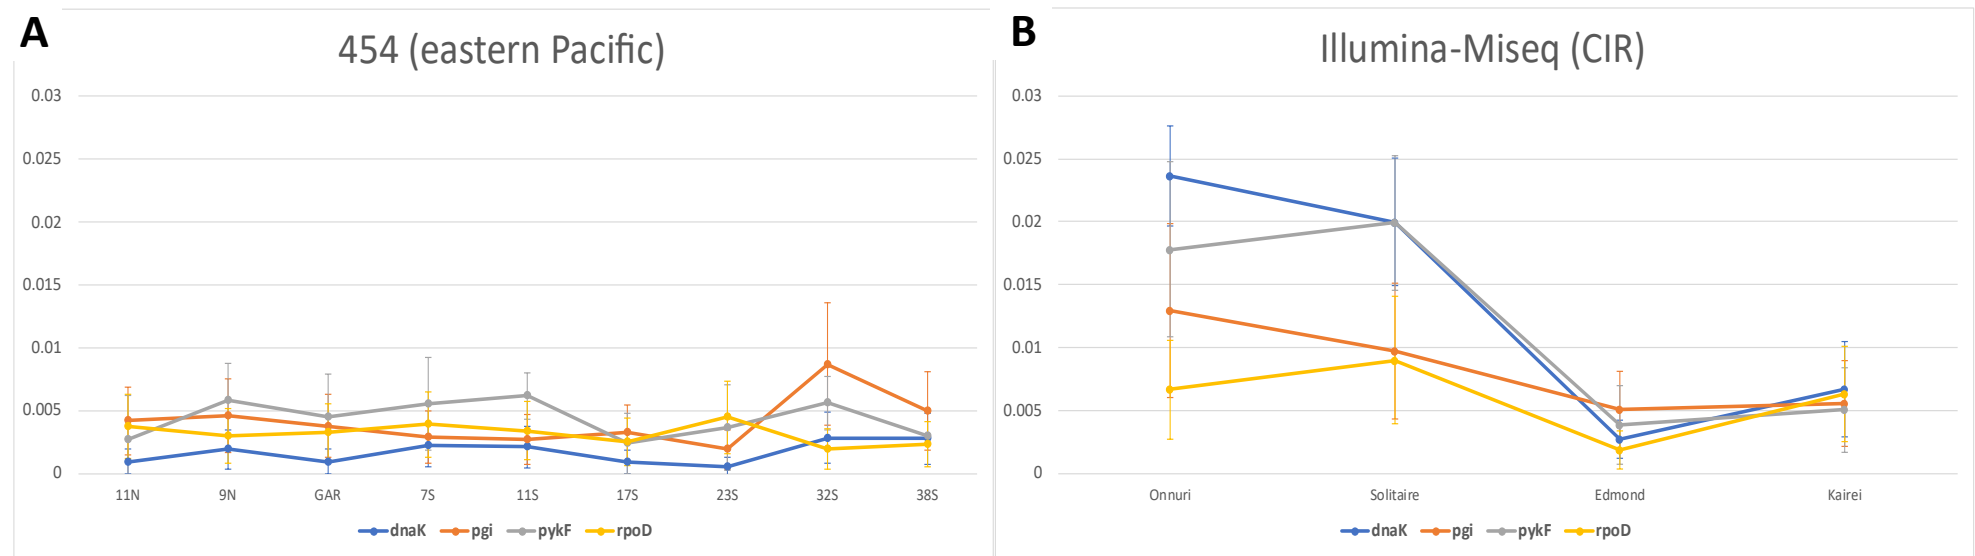 A
454 (eastern Pacific)
0.03
0.025
0.02
0.015
0.01
0.005
0
11N 9N GAR 7S 11S 17S 23S 32S 38S
dnaK pgi pykF rpoD
B
Illumina-Miseq (CIR)
0.03
0.025
0.02
0.015
0.01
0.005
0
Onnuri Solitaire Edmond Kairei
dnaK pgi pykF rpoD